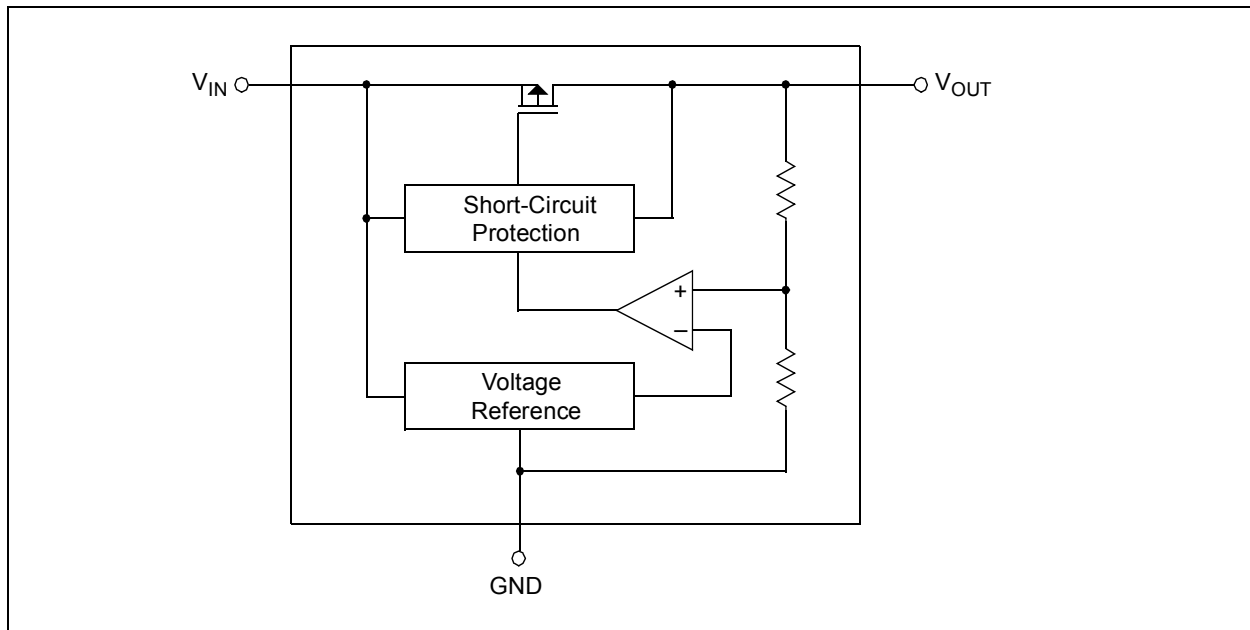 V_IN
V_OUT
Short-Circuit
Protection
+
–
Voltage
Reference
GND